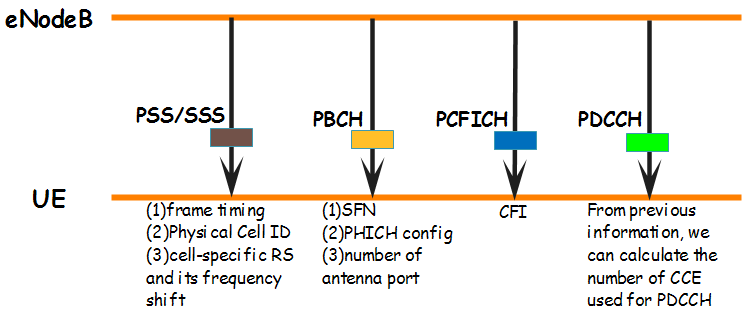 eNodeB
PSS/SSS
PBCH
PCFICH
PDCCH
UE
(1)frame timing
(2)Physical Cell ID
(3)cell-specific RS
and its frequency
shift
(1)SFN
(2)PHICH config
(3)number of
antenna port
CFI
From previous
information, we
can calculate the
number of CCE
used for PDCCH